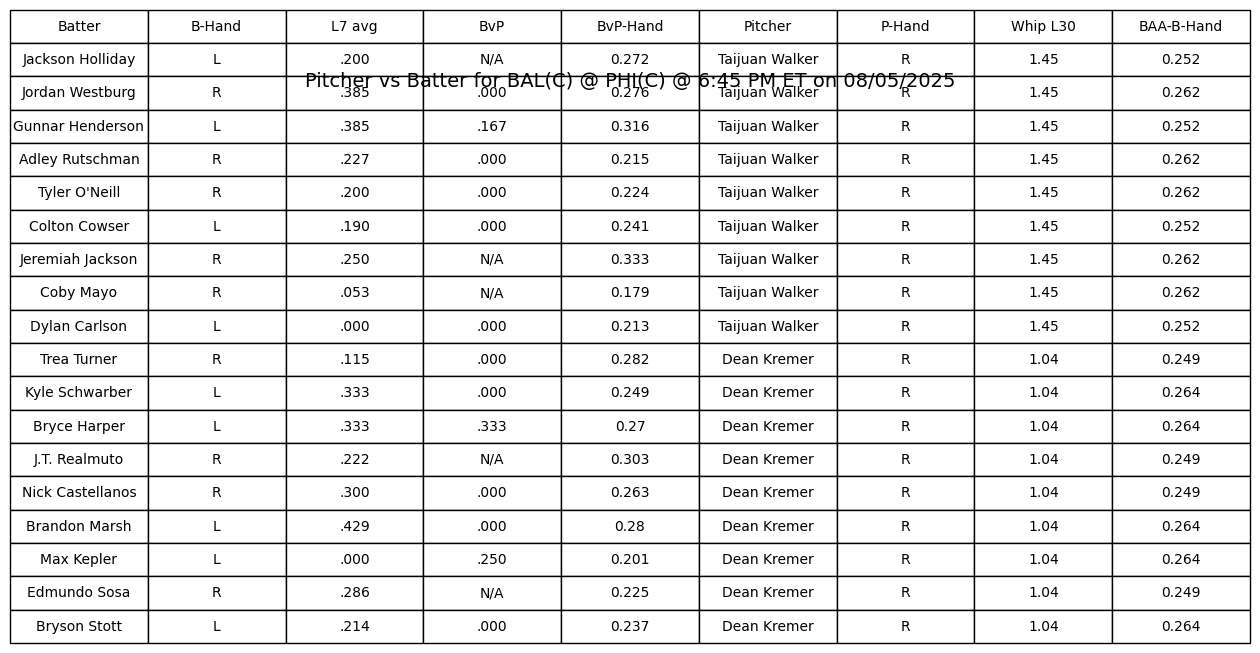 Batter B-Hand L7 avg BvP BvP-Hand Pitcher P-Hand Whip L30 BAA-B-Hand
Jackson Holliday L .200 N/A 0.272 Taijuan Walker R 1.45 0.252
Pitcher vs Batter for BAL(C) @ PHI(C) @ 6:45 PM ET on 08/05/2025
Jordan Westburg R .385 .000 0.276 Taijuan Walker R 1.45 0.262
Gunnar Henderson L .385 .167 0.316 Taijuan Walker R 1.45 0.252
Adley Rutschman R .227 .000 0.215 Taijuan Walker R 1.45 0.262
Tyler O'Neill R .200 .000 0.224 Taijuan Walker R 1.45 0.262
Colton Cowser L .190 .000 0.241 Taijuan Walker R 1.45 0.252
Jeremiah Jackson R .250 N/A 0.333 Taijuan Walker R 1.45 0.262
Coby Mayo R .053 N/A 0.179 Taijuan Walker R 1.45 0.262
Dylan Carlson L .000 .000 0.213 Taijuan Walker R 1.45 0.252
Trea Turner R .115 .000 0.282 Dean Kremer R 1.04 0.249
Kyle Schwarber L .333 .000 0.249 Dean Kremer R 1.04 0.264
Bryce Harper L .333 .333 0.27 Dean Kremer R 1.04 0.264
J.T. Realmuto R .222 N/A 0.303 Dean Kremer R 1.04 0.249
Nick Castellanos R .300 .000 0.263 Dean Kremer R 1.04 0.249
Brandon Marsh L .429 .000 0.28 Dean Kremer R 1.04 0.264
Max Kepler L .000 .250 0.201 Dean Kremer R 1.04 0.264
Edmundo Sosa R .286 N/A 0.225 Dean Kremer R 1.04 0.249
Bryson Stott L .214 .000 0.237 Dean Kremer R 1.04 0.264